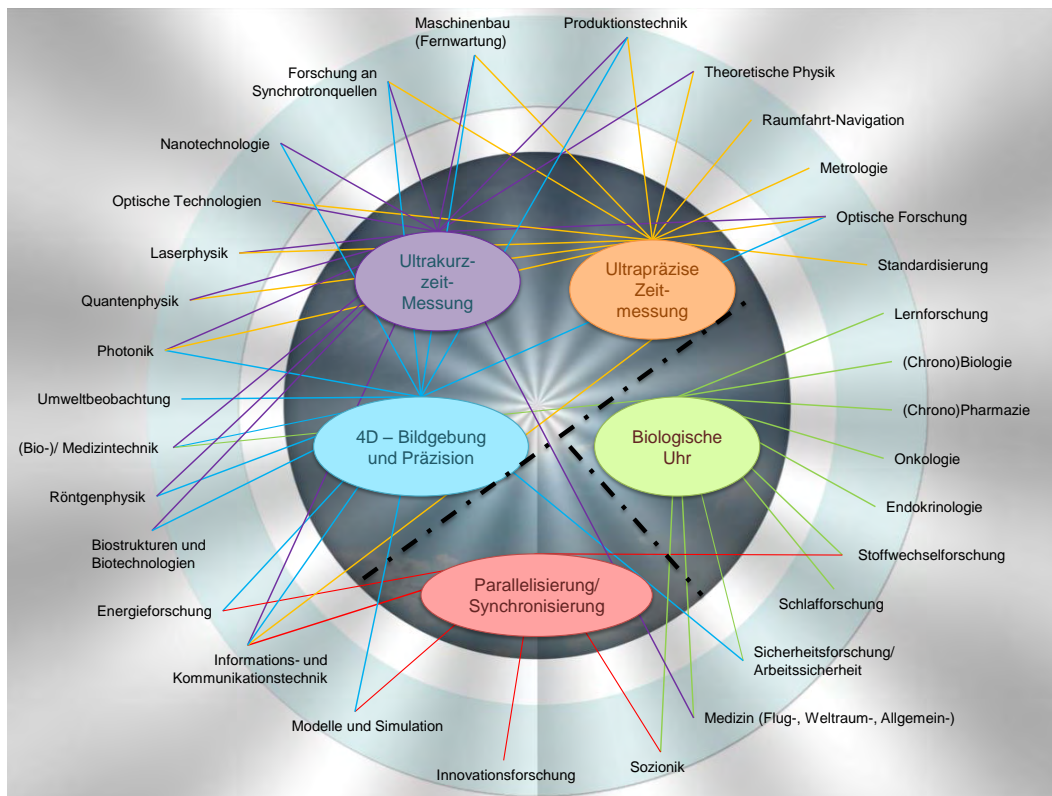 Maschinenbau
(Fernwartung)
Produktionstechnik
Forschung an
Synchrotronquellen
Theoretische Physik
Raumfahrt-Navigation
Nanotechnologie
Metrologie
Optische Technologien
Optische Forschung
Laserphysik
Standardisierung
Ultrakurz-
zeit-
Messung
Ultrapräzise
Zeit-
messung
Quantenphysik
Lernforschung
Photonik
(Chrono)Biologie
Umweltbeobachtung
(Chrono)Pharmazie
4D – Bildgebung
und Präzision
Biologische
Uhr
(Bio-)/ Medizintechnik
Onkologie
Röntgenphysik
Endokrinologie
Biostrukturen und
Biotechnologien
Stoffwechselforschung
Parallelisierung/
Synchronisierung
Energieforschung
Schlafforschung
Informations- und
Kommunikationstechnik
Sicherheitsforschung/
Arbeitssicherheit
Modelle und Simulation
Medizin (Flug-, Weltraum-, Allgemein-)
Innovationsforschung
Sozionik